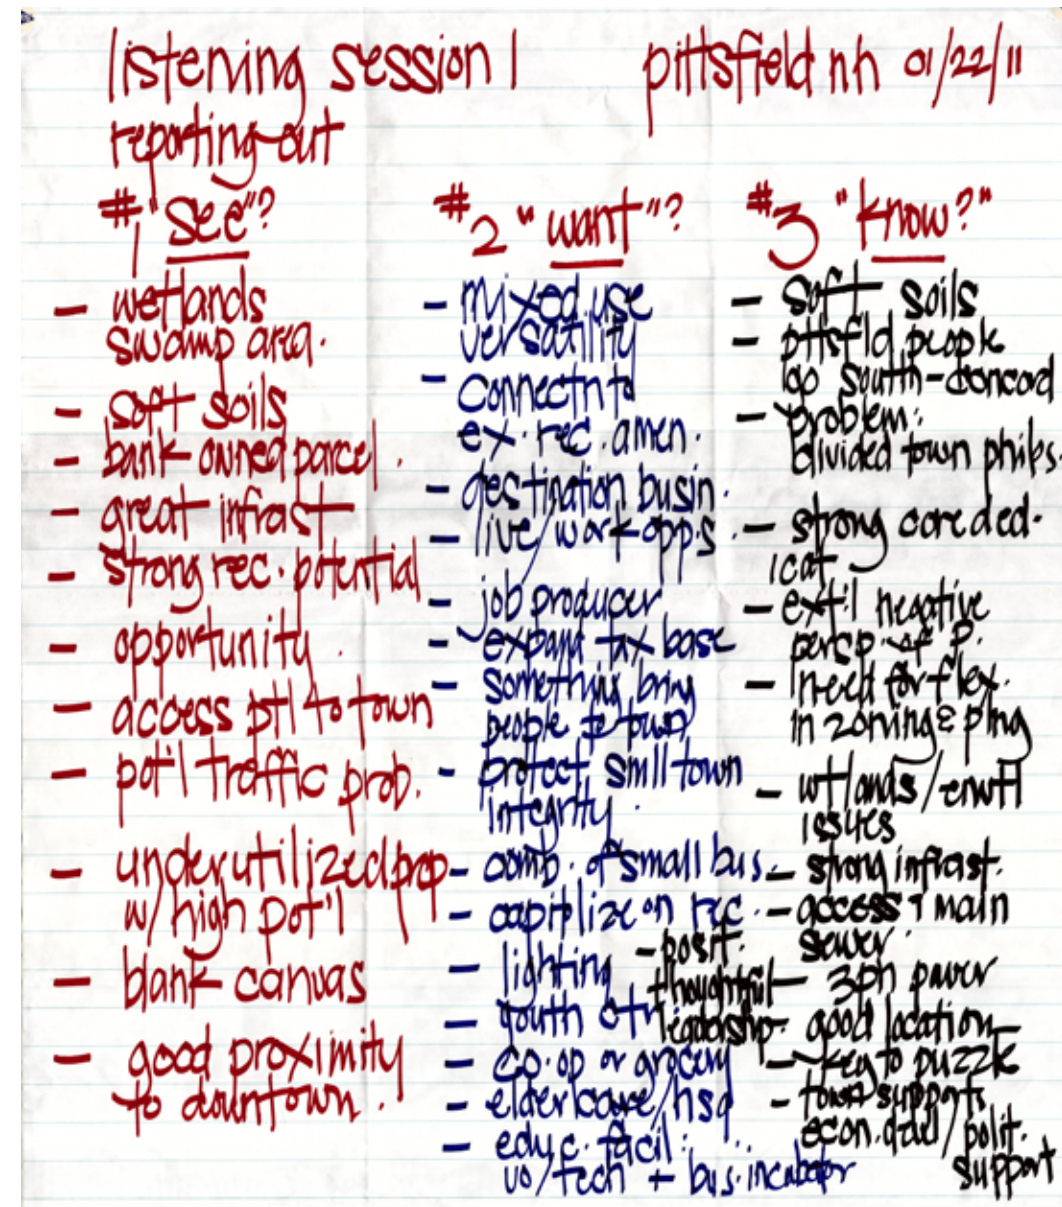 listening session 1 pittsfield nh 01/22/11
reporting out
#1 "see"?
- wetlands
swamp area.
- soft soils
- bank owned parcel.
- great infrast
- strong rec. potential
- opportunity.
- access ptl to town
- pot'l traffic prob.
- underutilized prop
w/ high pot'l
- blank canvas
- good proximity
to downtown.
#2 "want"?
- mixed use
versatility
- connectn to
ex. rec. amen.
- destination busin.
- live/work opps.
- job producer
- expand tax base
- something bring
people to town
- protect smll town
integrity.
- comb. of small bus.
- capitalize on rec.
- lighting
- youth ctr
- co-op or grocery
- elder care/hsg
- educ. facil.
vo/tech + bus. incubator
#3 "know?"
- soft soils
- pittsfld people
go south-concord
- problem:
divided town phils.
- strong core ded-
icat
- ext'l negative
persp. of P.
- need for flex.
in zoning & plng
- wtlands/envtl
issues
- strong infrast.
- access t main
sewer.
- 3ph power
- good location
- key to puzzle
- town supports
econ. /polit.
support
- posit.
thoughtful
leadership